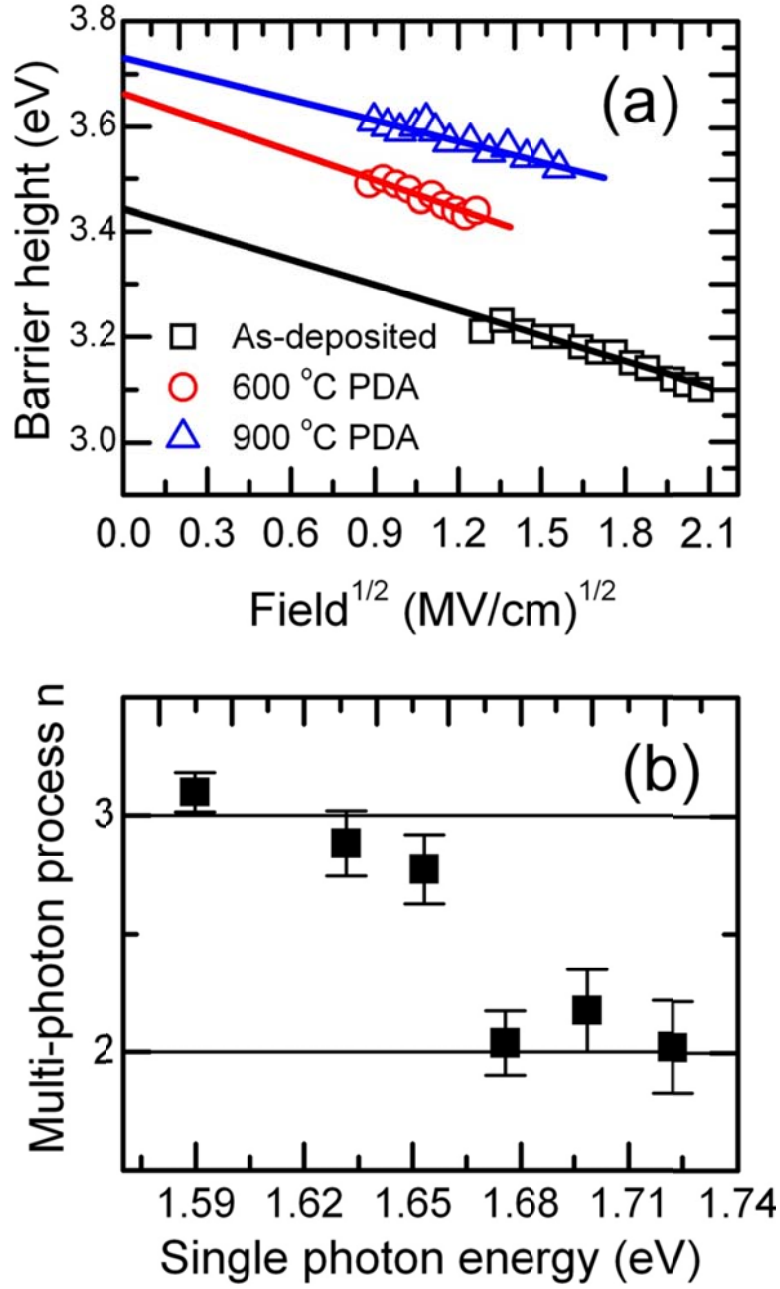 3.8
3.6
3.4
3.2
3.0
Barrier height (eV)
(a)
As-deposited
600 °C PDA
900 °C PDA
0.0 0.3 0.6 0.9 1.2 1.5 1.8 2.1
Field^1/2 (MV/cm)^1/2
(b)
3
2
Multi-photon process n
1.59 1.62 1.65 1.68 1.71 1.74
Single photon energy (eV)